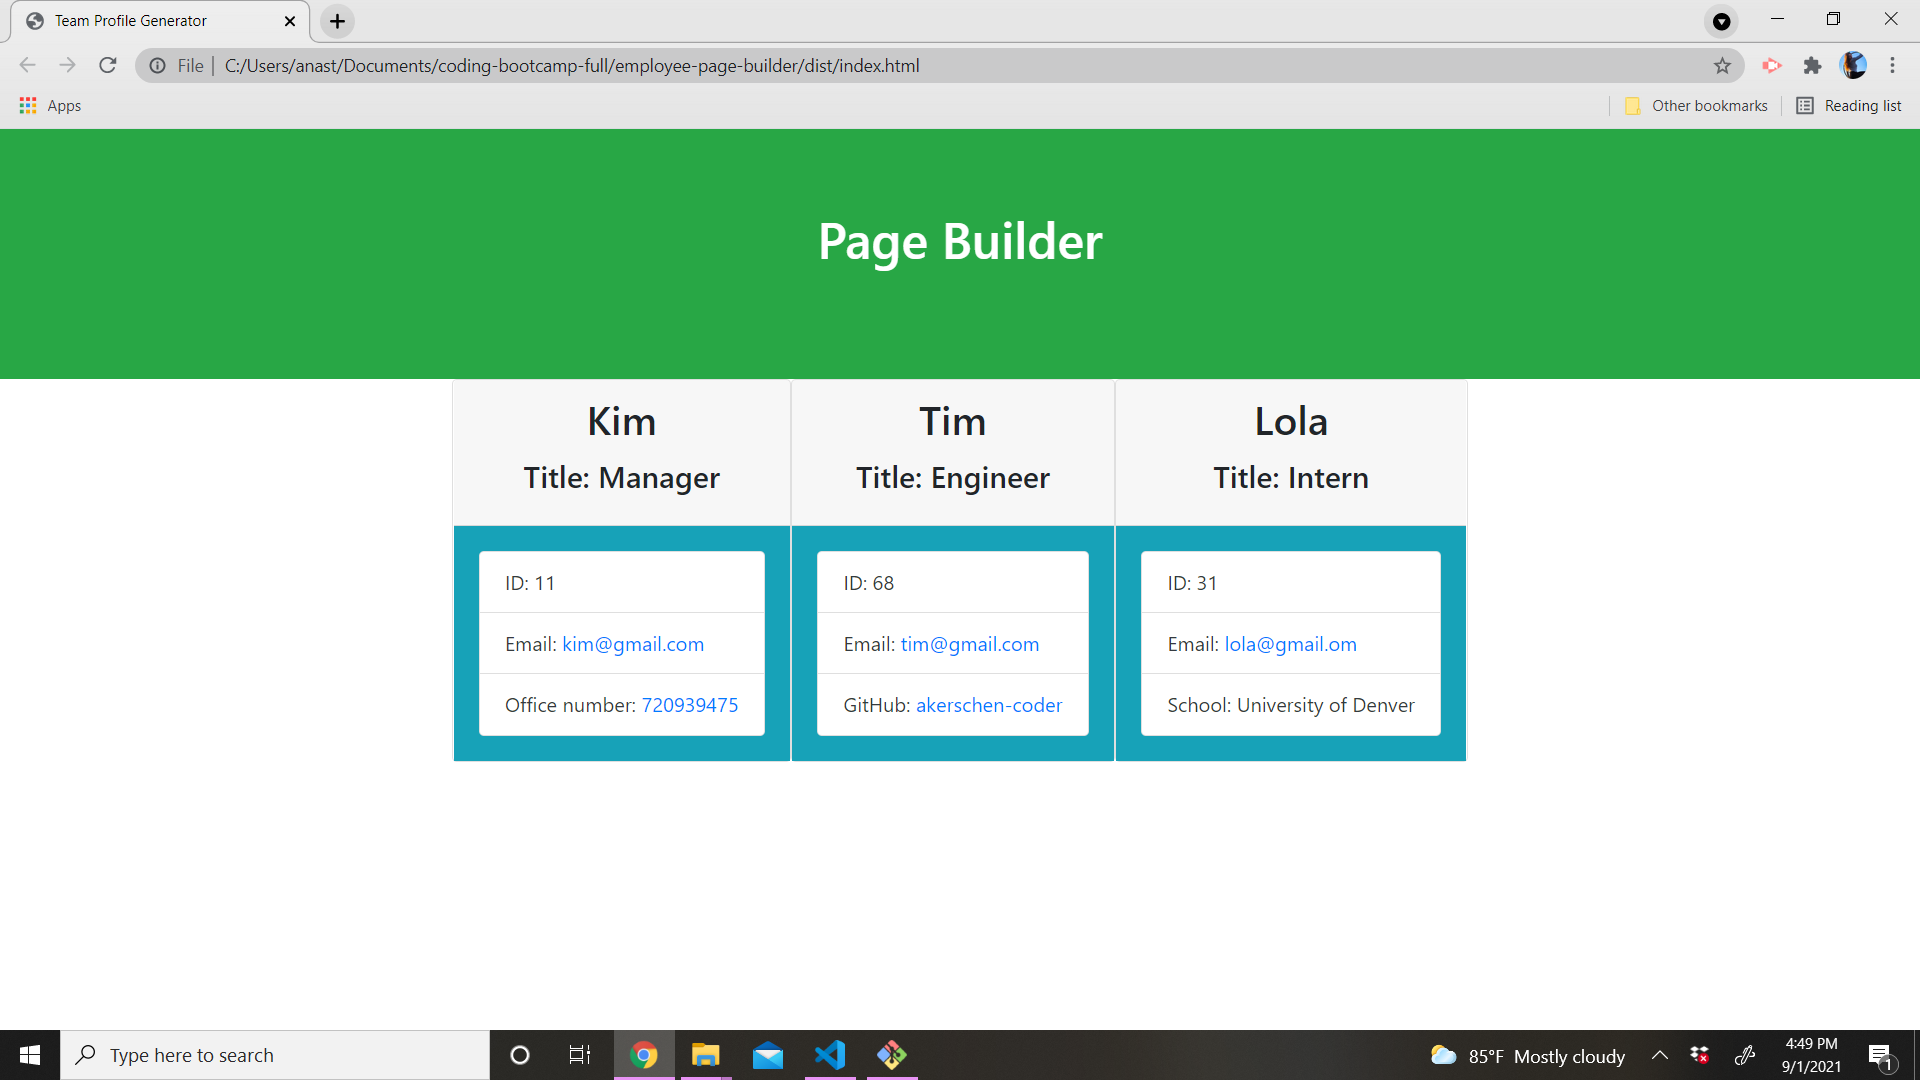 Team Profile Generator
File | C:/Users/anast/Documents/coding-bootcamp-full/employee-page-builder/dist/index.html
Apps
Other bookmarks
Reading list
Page Builder
Kim
Title: Manager
ID: 11
Email: kim@gmail.com
Office number: 720939475
Tim
Title: Engineer
ID: 68
Email: tim@gmail.com
GitHub: akerschen-coder
Lola
Title: Intern
ID: 31
Email: lola@gmail.om
School: University of Denver
Type here to search
85°F Mostly cloudy
4:49 PM
9/1/2021
1